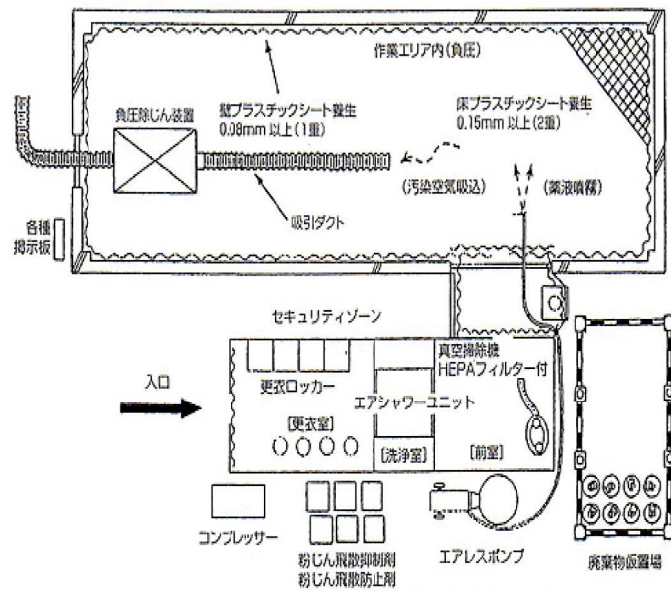 作業エリア内(負圧)
負圧除じん装置
壁プラスチックシート養生
0.08mm 以上(1重)
床プラスチックシート養生
0.15mm 以上(2重)
(汚染空気吸込)
(薬液噴霧)
吸引ダクト
各種
掲示板
セキュリティゾーン
入口
更衣ロッカー
[更衣室]
エアシャワーユニット
[洗浄室]
真空掃除機
HEPAフィルター付
[前室]
コンプレッサー
粉じん飛散抑制剤
粉じん飛散防止剤
エアレスポンプ
廃棄物仮置場